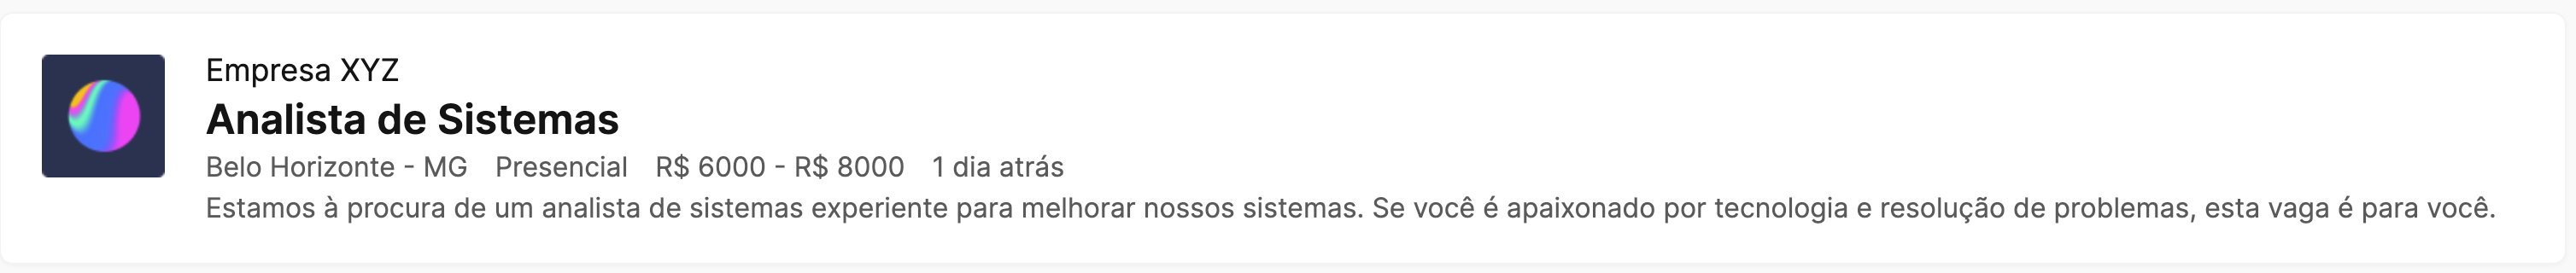 Empresa XYZ
Analista de Sistemas
Belo Horizonte - MG Presencial R$ 6000 - R$ 8000 1 dia atrás
Estamos à procura de um analista de sistemas experiente para melhorar nossos sistemas. Se você é apaixonado por tecnologia e resolução de problemas, esta vaga é para você.